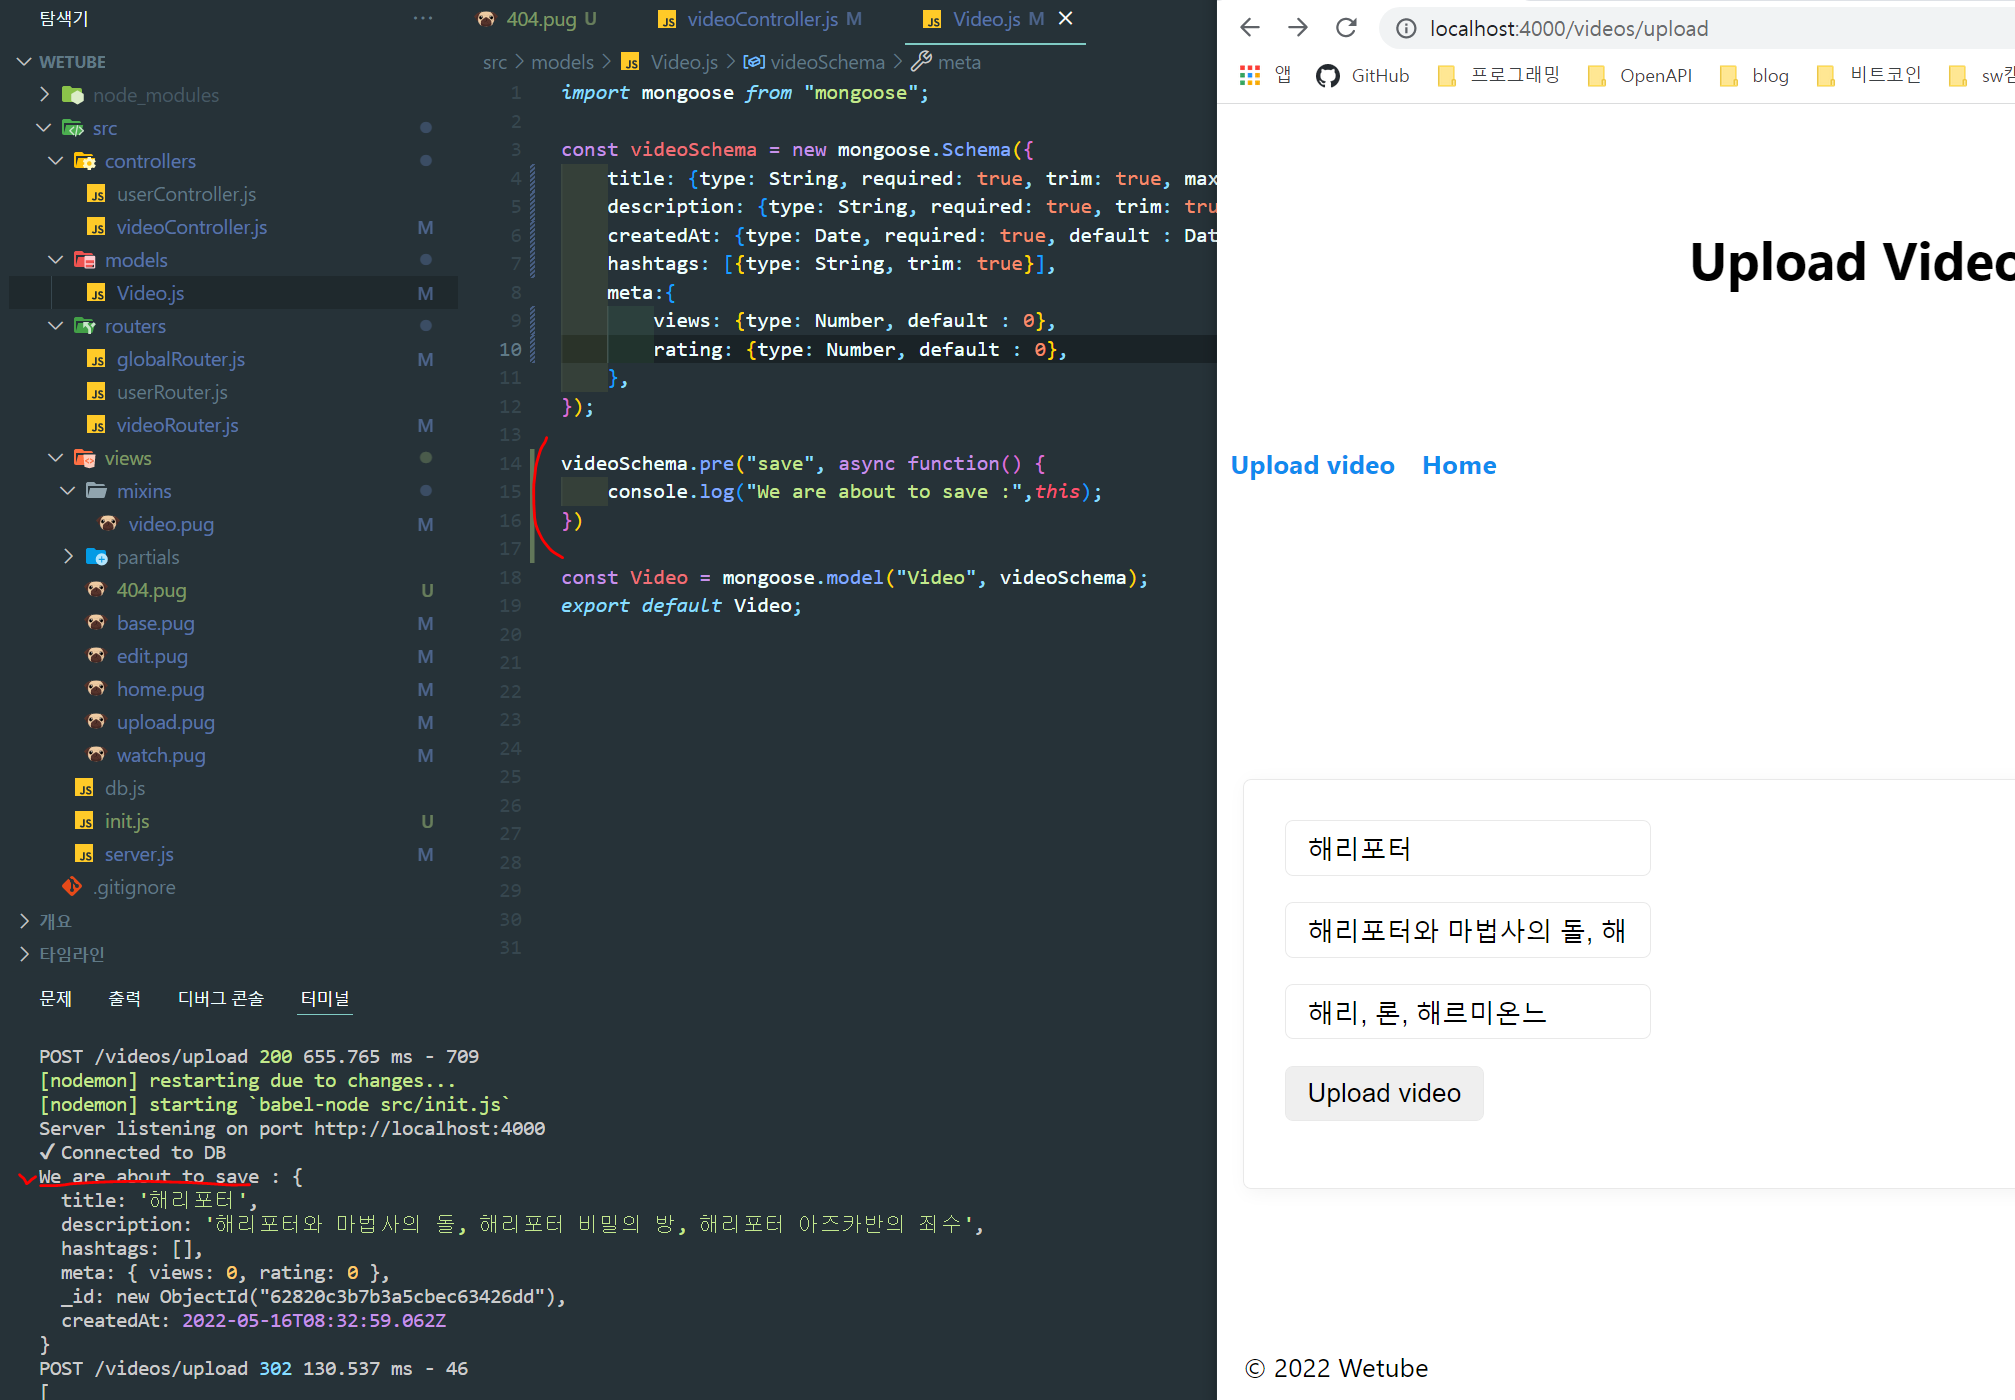 탐색기 ···
WETUBE
node_modules
src
controllers
userController.js
videoController.js M
models
Video.js M
routers
globalRouter.js M
userRouter.js
videoRouter.js M
views
mixins
video.pug M
partials
404.pug U
base.pug M
edit.pug M
home.pug M
upload.pug M
watch.pug M
db.js
init.js U
server.js M
.gitignore
개요
타임라인
404.pug U videoController.js M Video.js M
src > models > Video.js > videoSchema > meta
1 import mongoose from "mongoose";
2
3 const videoSchema = new mongoose.Schema({
4 title: {type: String, required: true, trim: true, max
5 description: {type: String, required: true, trim: tru
6 createdAt: {type: Date, required: true, default : Dat
7 hashtags: [{type: String, trim: true}],
8 meta:{
9 views: {type: Number, default : 0},
10 rating: {type: Number, default : 0},
11 },
12 });
13
14 videoSchema.pre("save", async function() {
15 console.log("We are about to save :",this);
16 })
17
18 const Video = mongoose.model("Video", videoSchema);
19 export default Video;
20
21
22
23
24
25
26
27
28
29
30
31
문제 출력 디버그 콘솔 터미널
POST /videos/upload 200 655.765 ms - 709
[nodemon] restarting due to changes...
[nodemon] starting `babel-node src/init.js`
Server listening on port http://localhost:4000
✓ Connected to DB
We are about to save : {
title: '해리포터',
description: '해리포터와 마법사의 돌, 해리포터 비밀의 방, 해리포터 아즈카반의 죄수',
hashtags: [],
meta: { views: 0, rating: 0 },
_id: new ObjectId("62820c3b7b3a5cbec63426dd"),
createdAt: 2022-05-16T08:32:59.062Z
}
POST /videos/upload 302 130.537 ms - 46
[
localhost:4000/videos/upload
앱 GitHub 프로그래밍 OpenAPI blog 비트코인 sw캠
Upload Video
Upload video Home
해리포터
해리포터와 마법사의 돌, 해
해리, 론, 해르미온느
Upload video
© 2022 Wetube